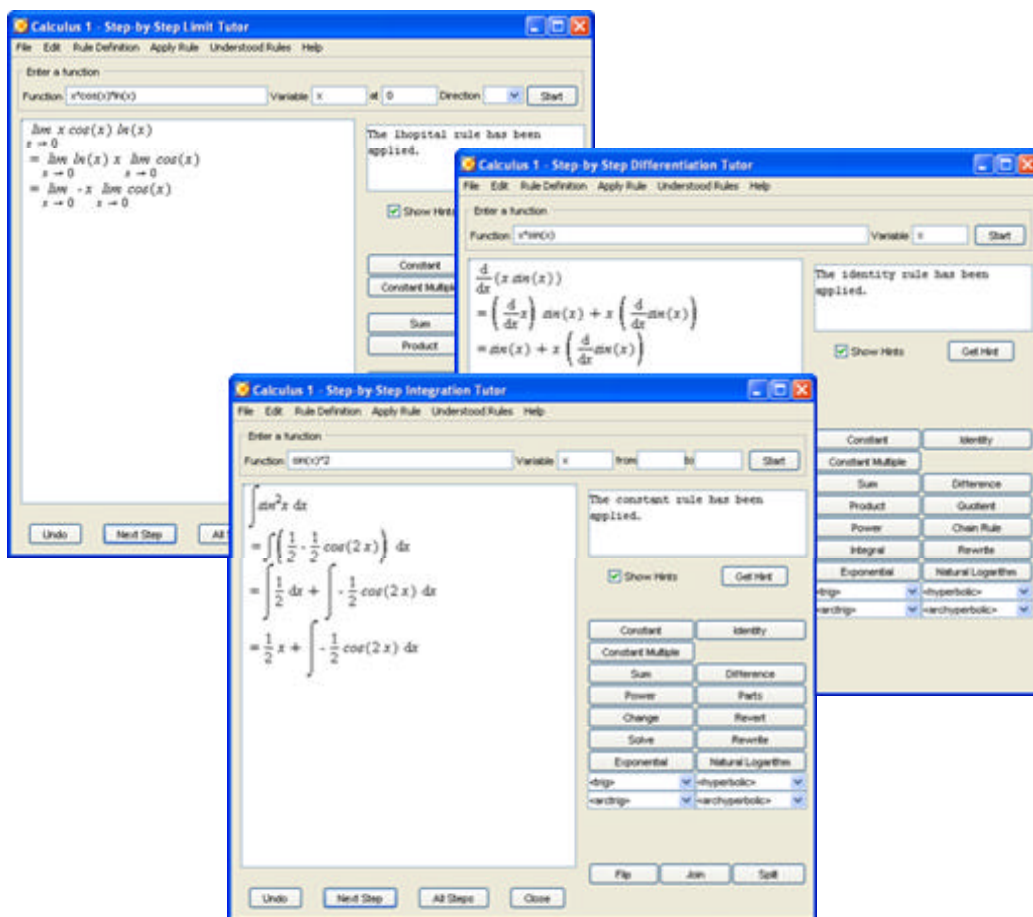 Calculus 1 - Step-by-Step Limit Tutor
File Edit Rule Definition Apply Rule Understood Rules Help
Enter a function
Function x*cos(x)*ln(x) Variable x at 0 Direction Start
lim x cos(x) ln(x)
x → 0
= lim ln(x) x lim cos(x)
x → 0 x → 0
= lim -x lim cos(x)
x → 0 x → 0
The lhopital rule has been
applied.
Show Hints
Constant
Constant Multiple
Sum
Product
Undo Next Step All
Calculus 1 - Step-by-Step Differentiation Tutor
File Edit Rule Definition Apply Rule Understood Rules Help
Enter a function
Function x*sin(x) Variable x Start
d/dx (x sin(x))
= (d/dx x) sin(x) + x (d/dx sin(x))
= sin(x) + x (d/dx sin(x))
The identity rule has been
applied.
Show Hints Get Hint
Constant Identity
Constant Multiple
Sum Difference
Product Quotient
Power Chain Rule
Integral Rewrite
Exponential Natural Logarithm
<trig> <hyperbolic>
<arctrig> <archyperbolic>
Calculus 1 - Step-by-Step Integration Tutor
File Edit Rule Definition Apply Rule Understood Rules Help
Enter a function
Function sin(x)^2 Variable x from to Start
∫ sin²x dx
= ∫ (1/2 - 1/2 cos(2 x)) dx
= ∫ 1/2 dx + ∫ - 1/2 cos(2 x) dx
= 1/2 x + ∫ - 1/2 cos(2 x) dx
The constant rule has been
applied.
Show Hints Get Hint
Constant Identity
Constant Multiple
Sum Difference
Power Parts
Change Revert
Solve Rewrite
Exponential Natural Logarithm
<trig> <hyperbolic>
<arctrig> <archyperbolic>
Flip Join Split
Undo Next Step All Steps Close